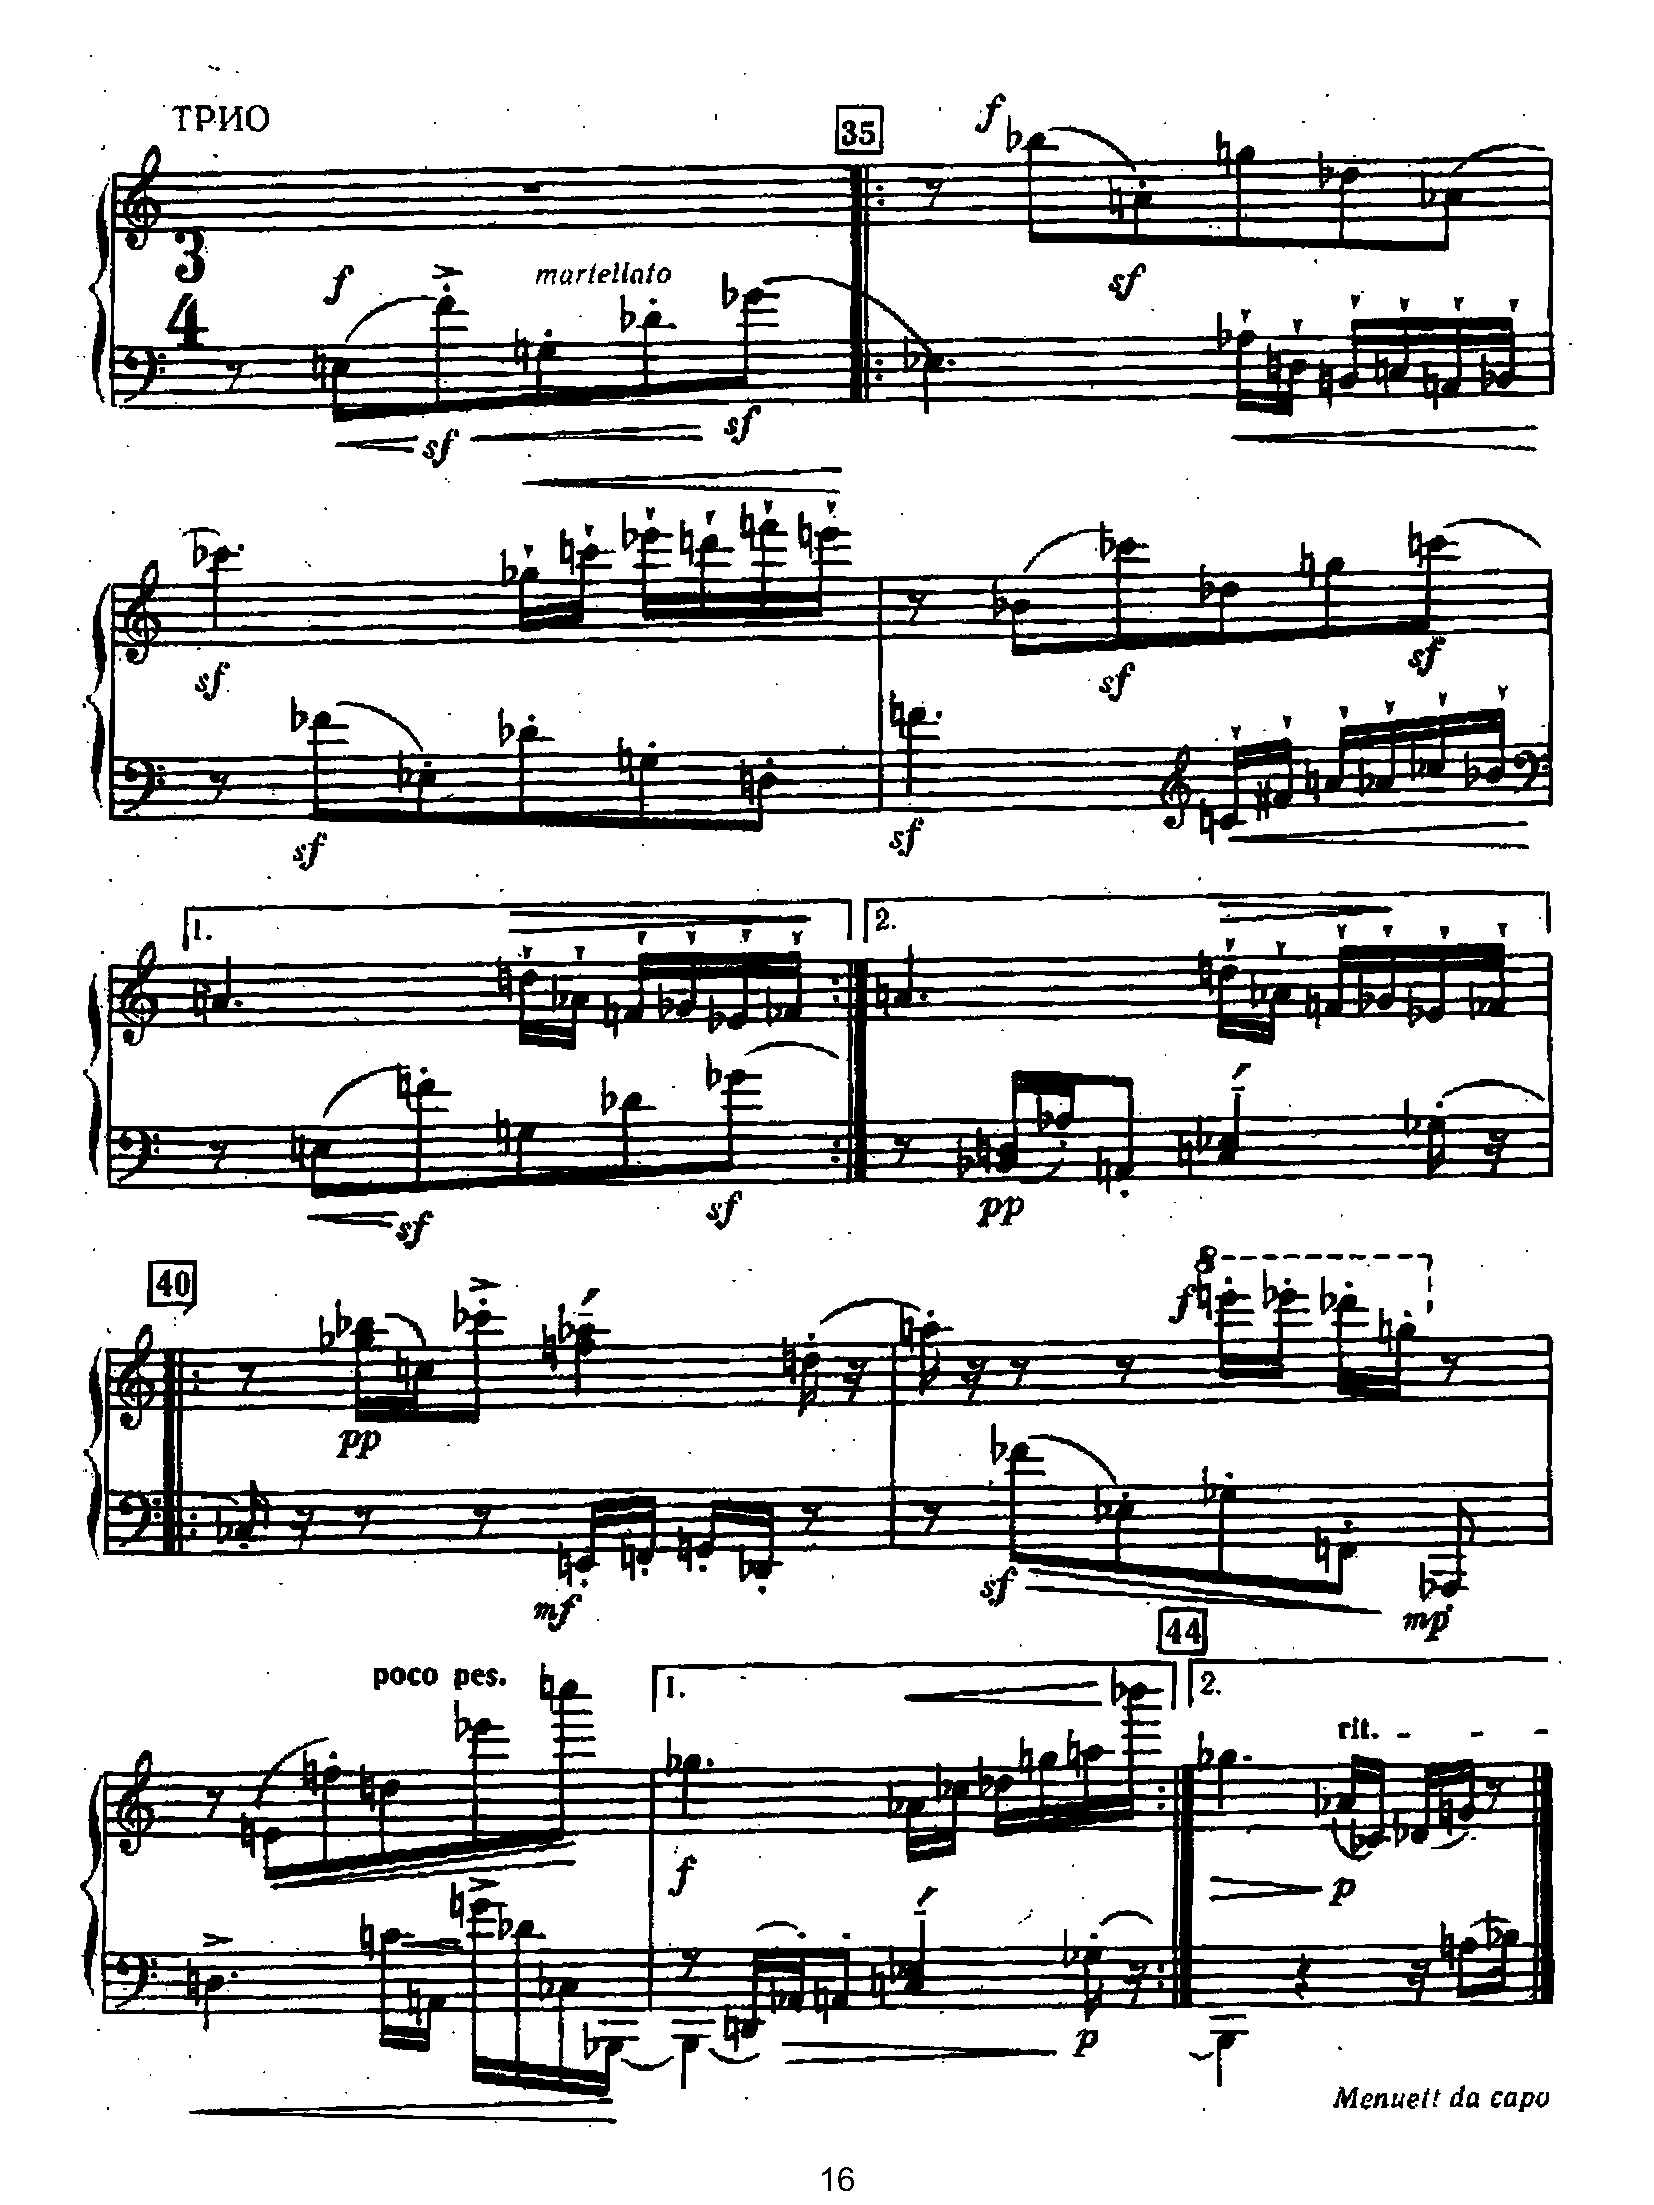 ТРИО
35
f
3
4
f
martellato
sf
sf
sf
sf
sf
sf
sf
sf
1.
2.
sf
sf
pp
40
8
f
pp
mf
sf
mp
44
poco pes.
1.
2.
rit.
f
p
p
Menuett da capo
16